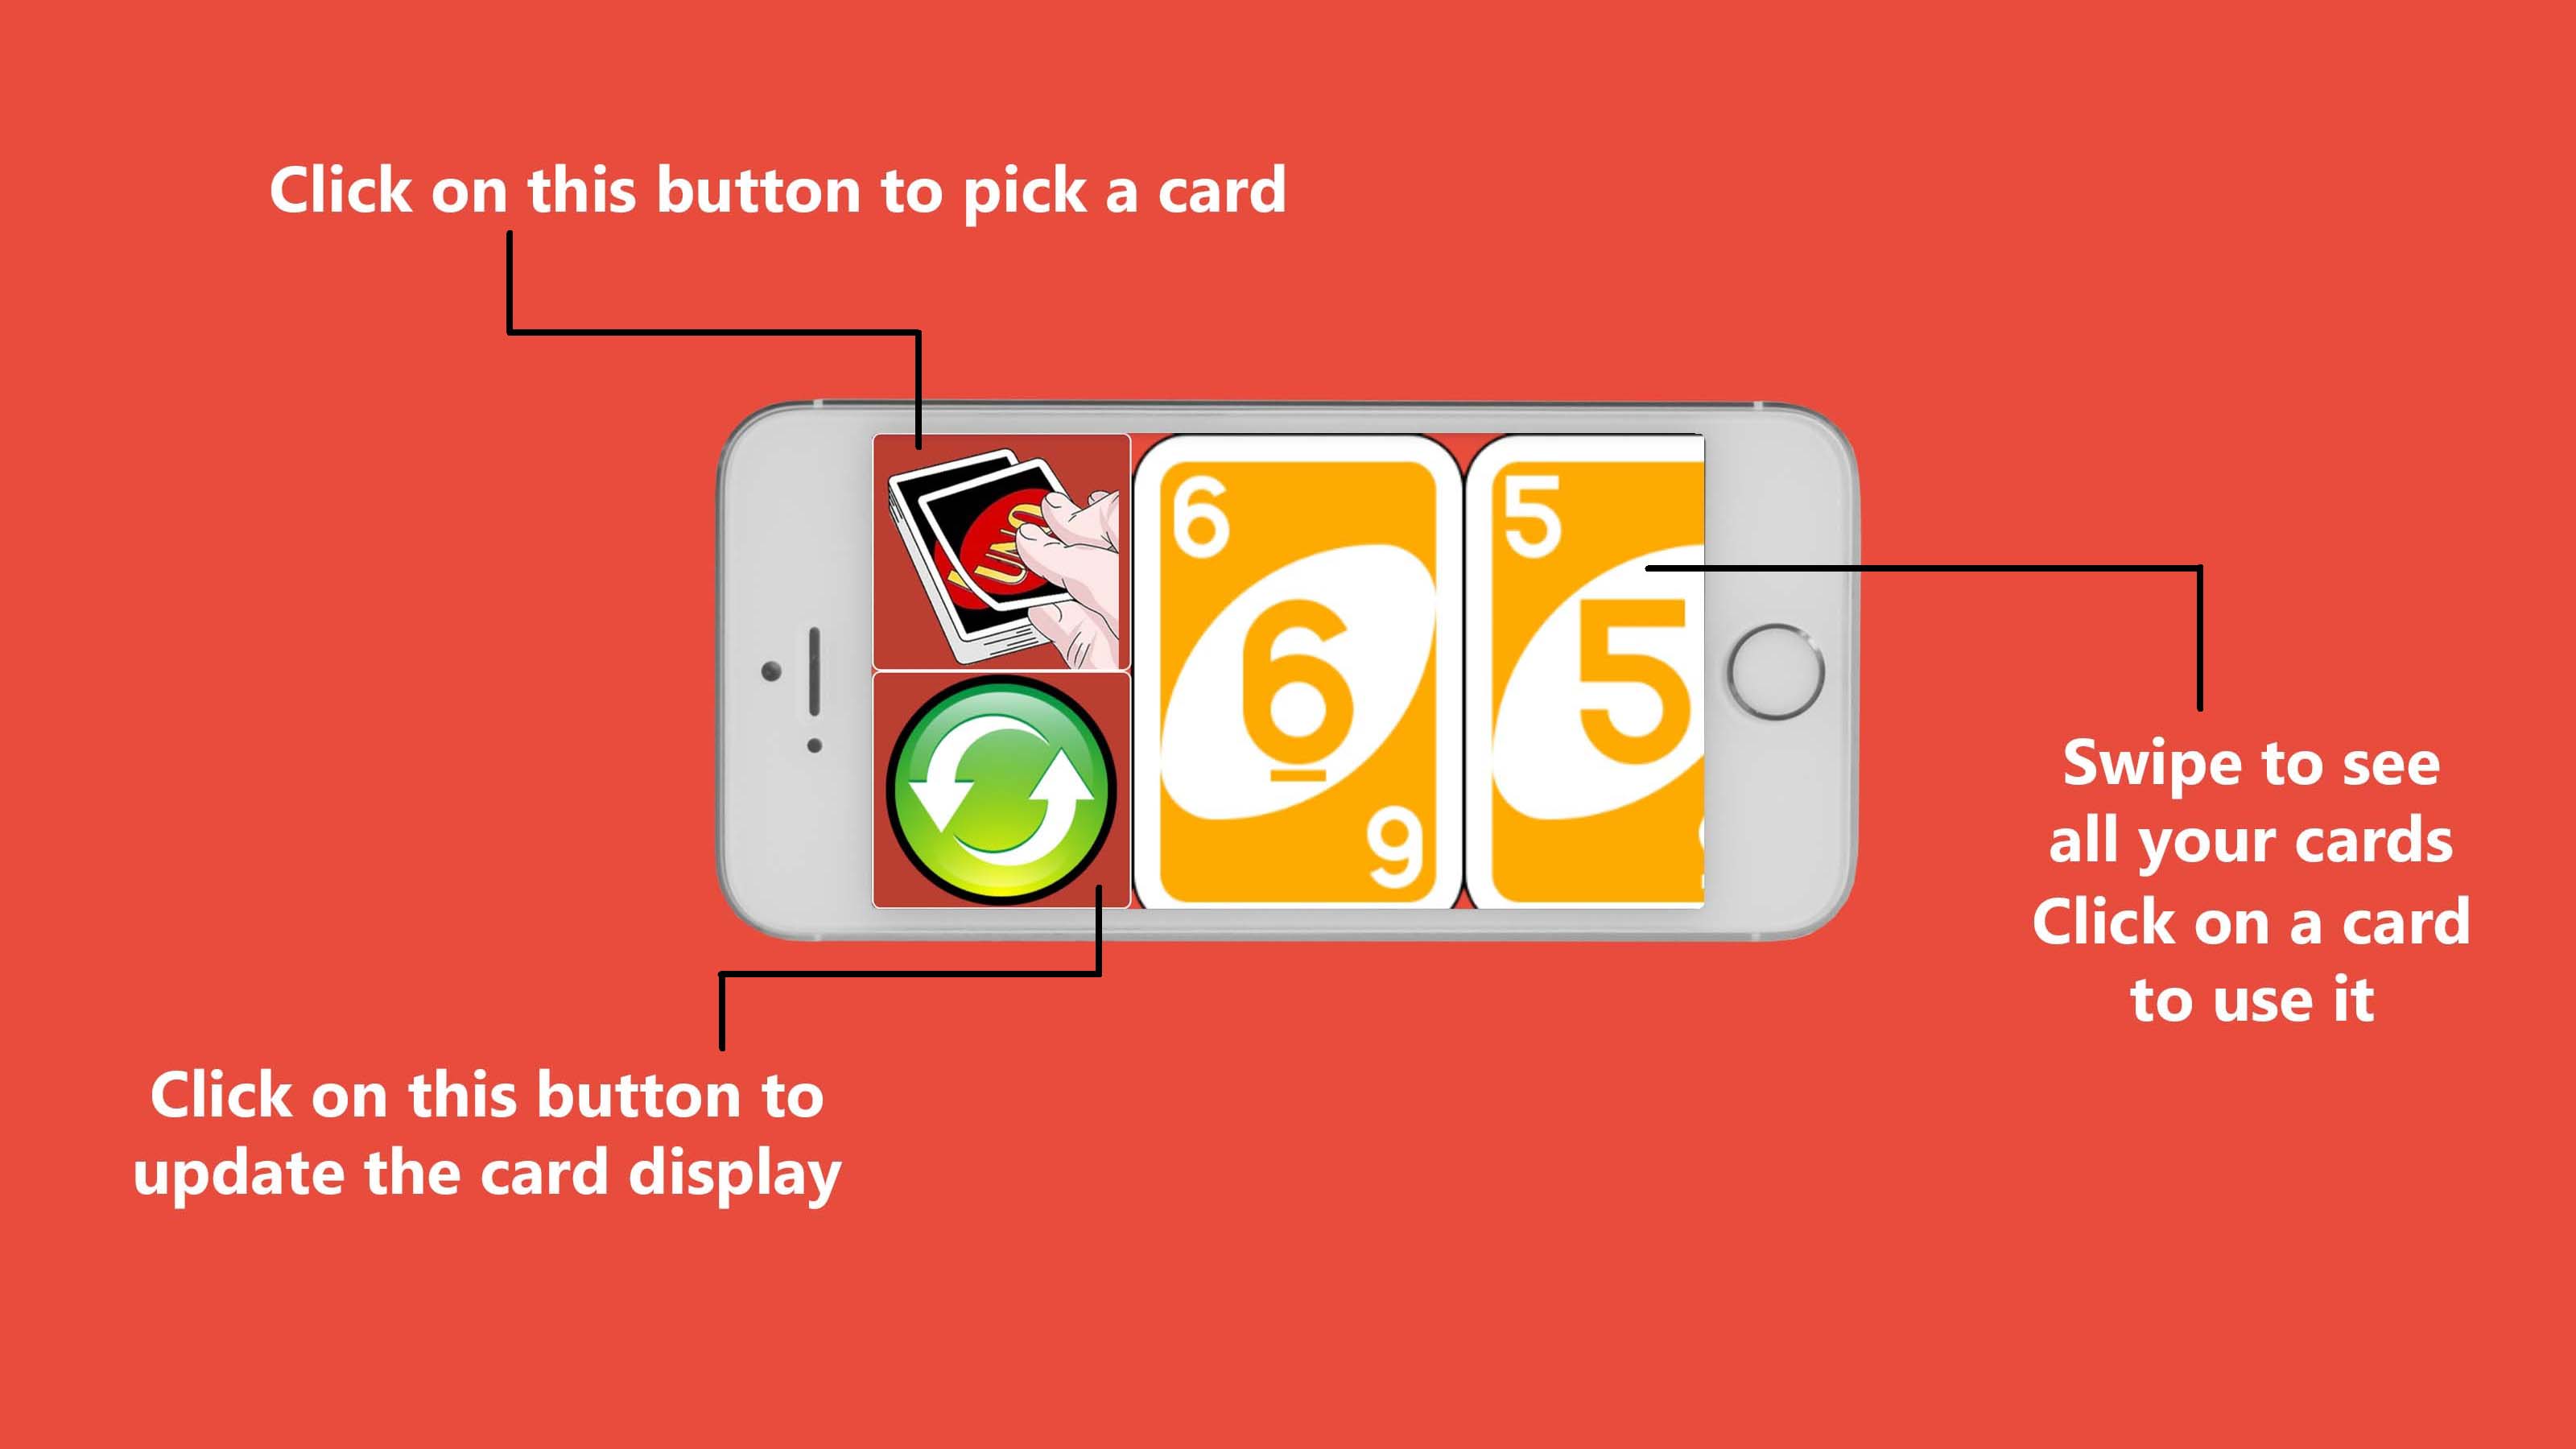 Click on this button to pick a card
UNO
6
6
6
5
5
Swipe to see
all your cards
Click on a card
to use it
Click on this button to
update the card display